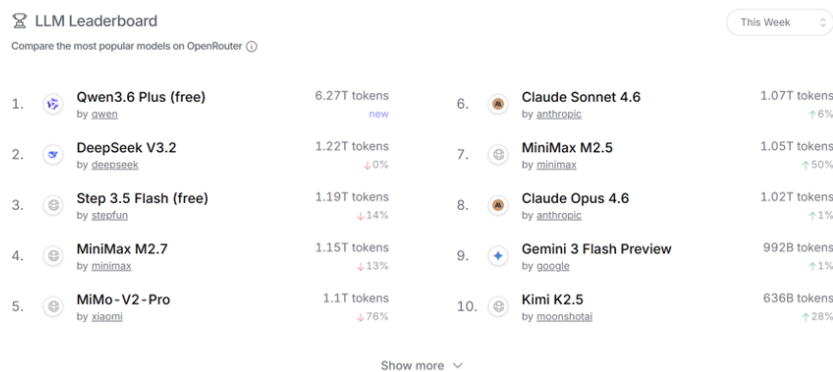 LLM Leaderboard
This Week
Compare the most popular models on OpenRouter
1. Qwen3.6 Plus (free) 6.27T tokens
by qwen new
2. DeepSeek V3.2 1.22T tokens
by deepseek ↓0%
3. Step 3.5 Flash (free) 1.19T tokens
by stepfun ↓14%
4. MiniMax M2.7 1.15T tokens
by minimax ↓13%
5. MiMo-V2-Pro 1.1T tokens
by xiaomi ↓76%
6. Claude Sonnet 4.6 1.07T tokens
by anthropic ↑6%
7. MiniMax M2.5 1.05T tokens
by minimax ↑50%
8. Claude Opus 4.6 1.02T tokens
by anthropic ↑1%
9. Gemini 3 Flash Preview 992B tokens
by google ↑1%
10. Kimi K2.5 636B tokens
by moonshotai ↑28%
Show more